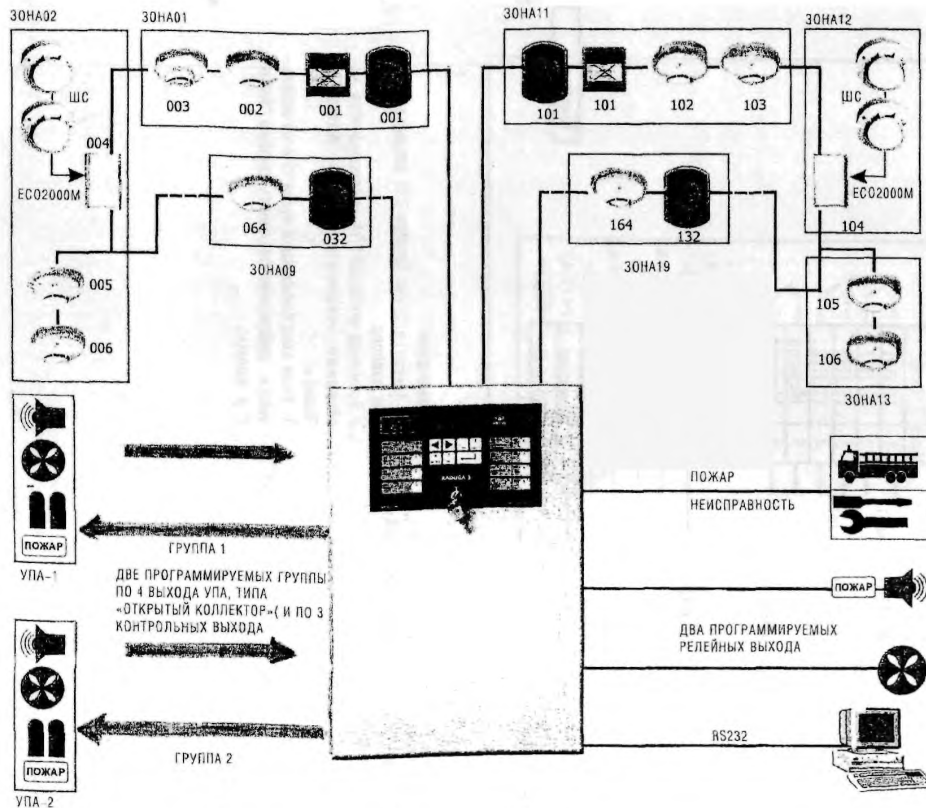 ЗОНА02
ЗОНА01
ЗОНА11
ЗОНА12
ШС
003
002
001
001
101
101
102
103
ШС
004
ЕСО2000М
ЕСО2000М
104
064
032
164
132
ЗОНА09
ЗОНА19
005
006
105
106
ЗОНА13
ПОЖАР
УПА-1
ГРУППА 1
ДВЕ ПРОГРАММИРУЕМЫХ ГРУППЫ
ПО 4 ВЫХОДА УПА, ТИПА
«ОТКРЫТЫЙ КОЛЛЕКТОР»( И ПО 3
КОНТРОЛЬНЫХ ВЫХОДА
ПОЖАР
УПА-2
ГРУППА 2
ПОЖАР
НЕИСПРАВНОСТЬ
ПОЖАР
ДВА ПРОГРАММИРУЕМЫХ
РЕЛЕЙНЫХ ВЫХОДА
RS232